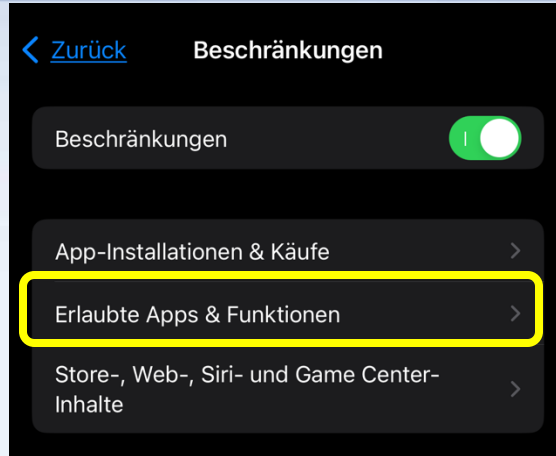 Zurück
Beschränkungen
Beschränkungen
App-Installationen & Käufe
Erlaubte Apps & Funktionen
Store-, Web-, Siri- und Game Center-
Inhalte